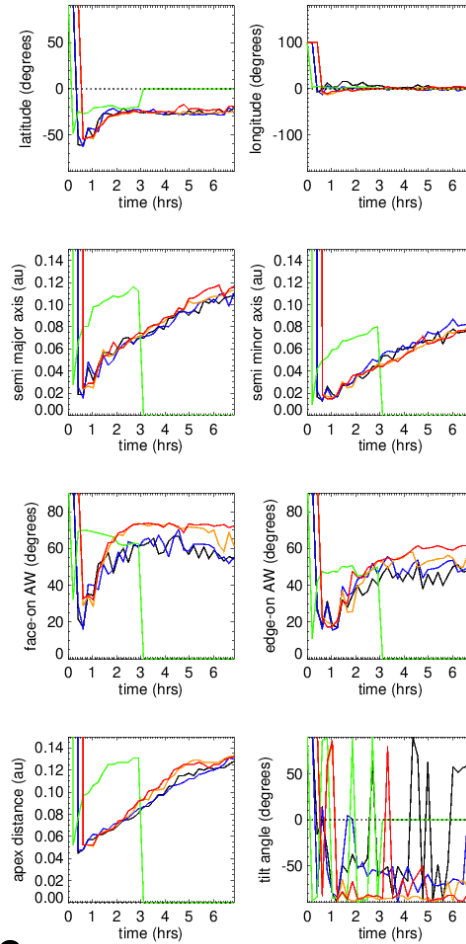 latitude (degrees)
50
0
-50
0 1 2 3 4 5 6
time (hrs)
longitude (degrees)
100
0
-100
0 1 2 3 4 5 6
time (hrs)
semi major axis (au)
0.14
0.12
0.10
0.08
0.06
0.04
0.02
0.00
0 1 2 3 4 5 6
time (hrs)
semi minor axis (au)
0.14
0.12
0.10
0.08
0.06
0.04
0.02
0.00
0 1 2 3 4 5 6
time (hrs)
face-on AW (degrees)
80
60
40
20
0
0 1 2 3 4 5 6
time (hrs)
edge-on AW (degrees)
80
60
40
20
0
0 1 2 3 4 5 6
time (hrs)
apex distance (au)
0.14
0.12
0.10
0.08
0.06
0.04
0.02
0.00
0 1 2 3 4 5 6
time (hrs)
tilt angle (degrees)
50
0
-50
0 1 2 3 4 5 6
time (hrs)